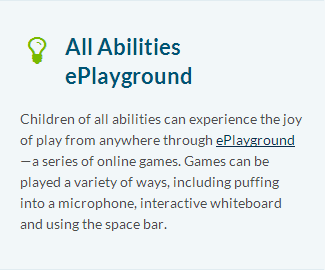 All Abilities
ePlayground
Children of all abilities can experience the joy
of play from anywhere through ePlayground
—a series of online games. Games can be
played a variety of ways, including puffing
into a microphone, interactive whiteboard
and using the space bar.